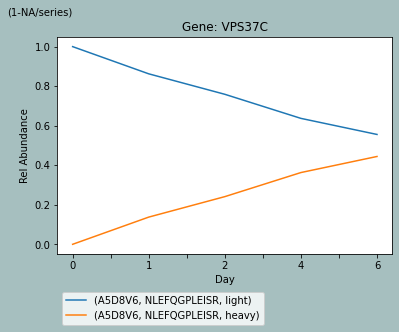 (1-NA/series)
Gene: VPS37C
1.0
0.8
0.6
0.4
0.2
0.0
Rel Abundance
0 1 2 4 6
Day
(A5D8V6, NLEFQGPLEISR, light)
(A5D8V6, NLEFQGPLEISR, heavy)